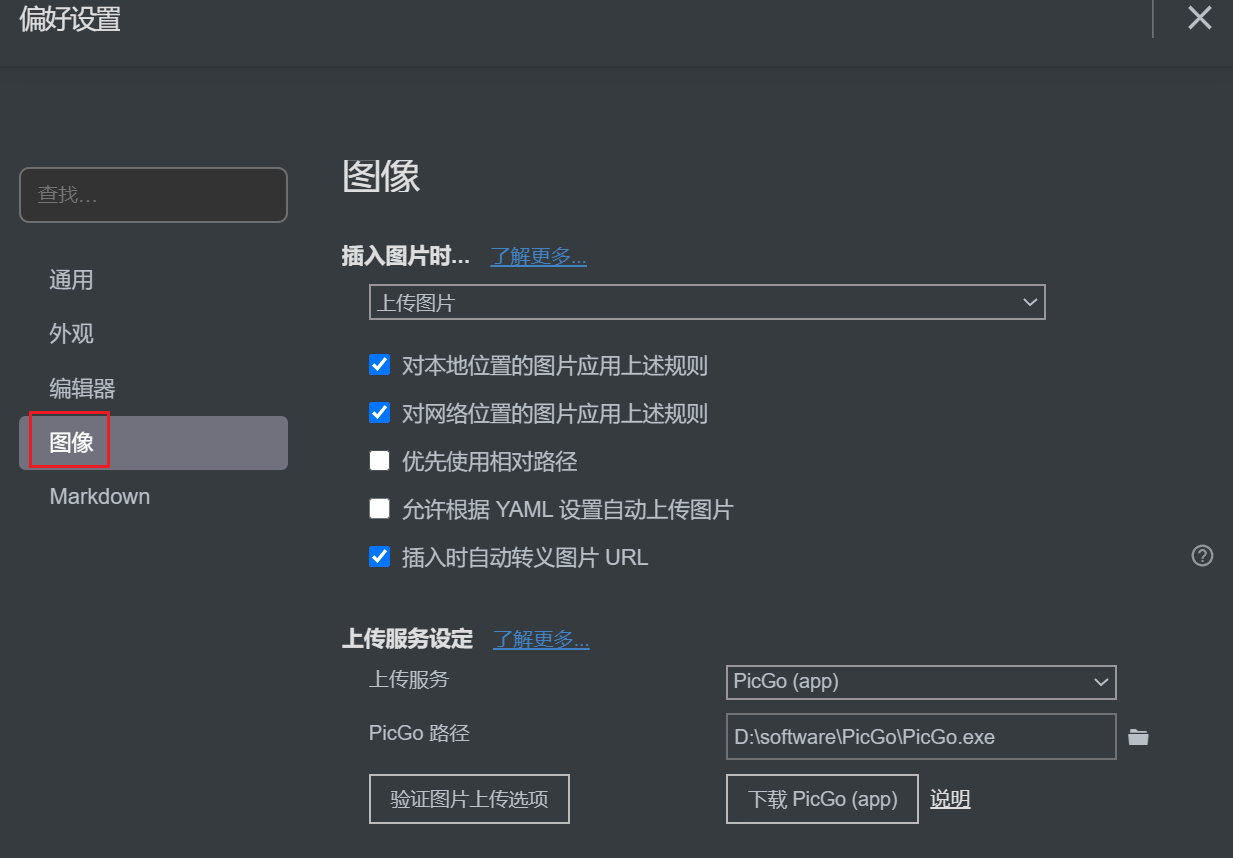 偏好设置
查找...
通用
外观
编辑器
图像
Markdown
图像
插入图片时... 了解更多...
上传图片
对本地位置的图片应用上述规则
对网络位置的图片应用上述规则
优先使用相对路径
允许根据 YAML 设置自动上传图片
插入时自动转义图片 URL
上传服务设定 了解更多...
上传服务 PicGo (app)
PicGo 路径 D:\software\PicGo\PicGo.exe
验证图片上传选项 下载 PicGo (app) 说明